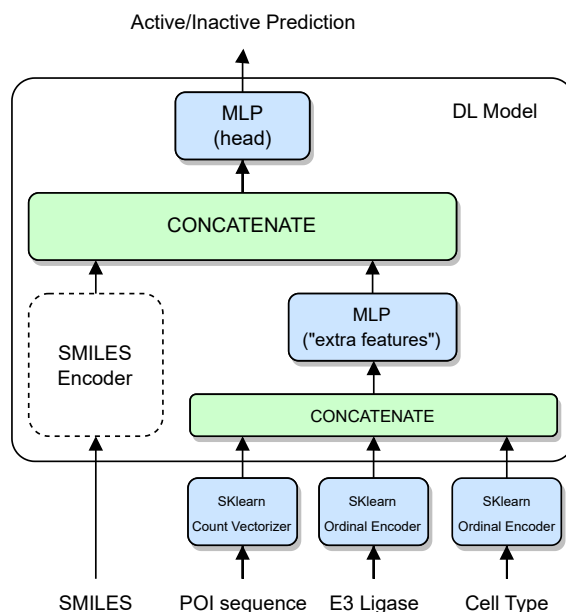 Active/Inactive Prediction
MLP
(head)
DL Model
CONCATENATE
MLP
("extra features")
SMILES
Encoder
CONCATENATE
SKlearn
Count Vectorizer
SKlearn
Ordinal Encoder
SKlearn
Ordinal Encoder
SMILES
POI sequence
E3 Ligase
Cell Type